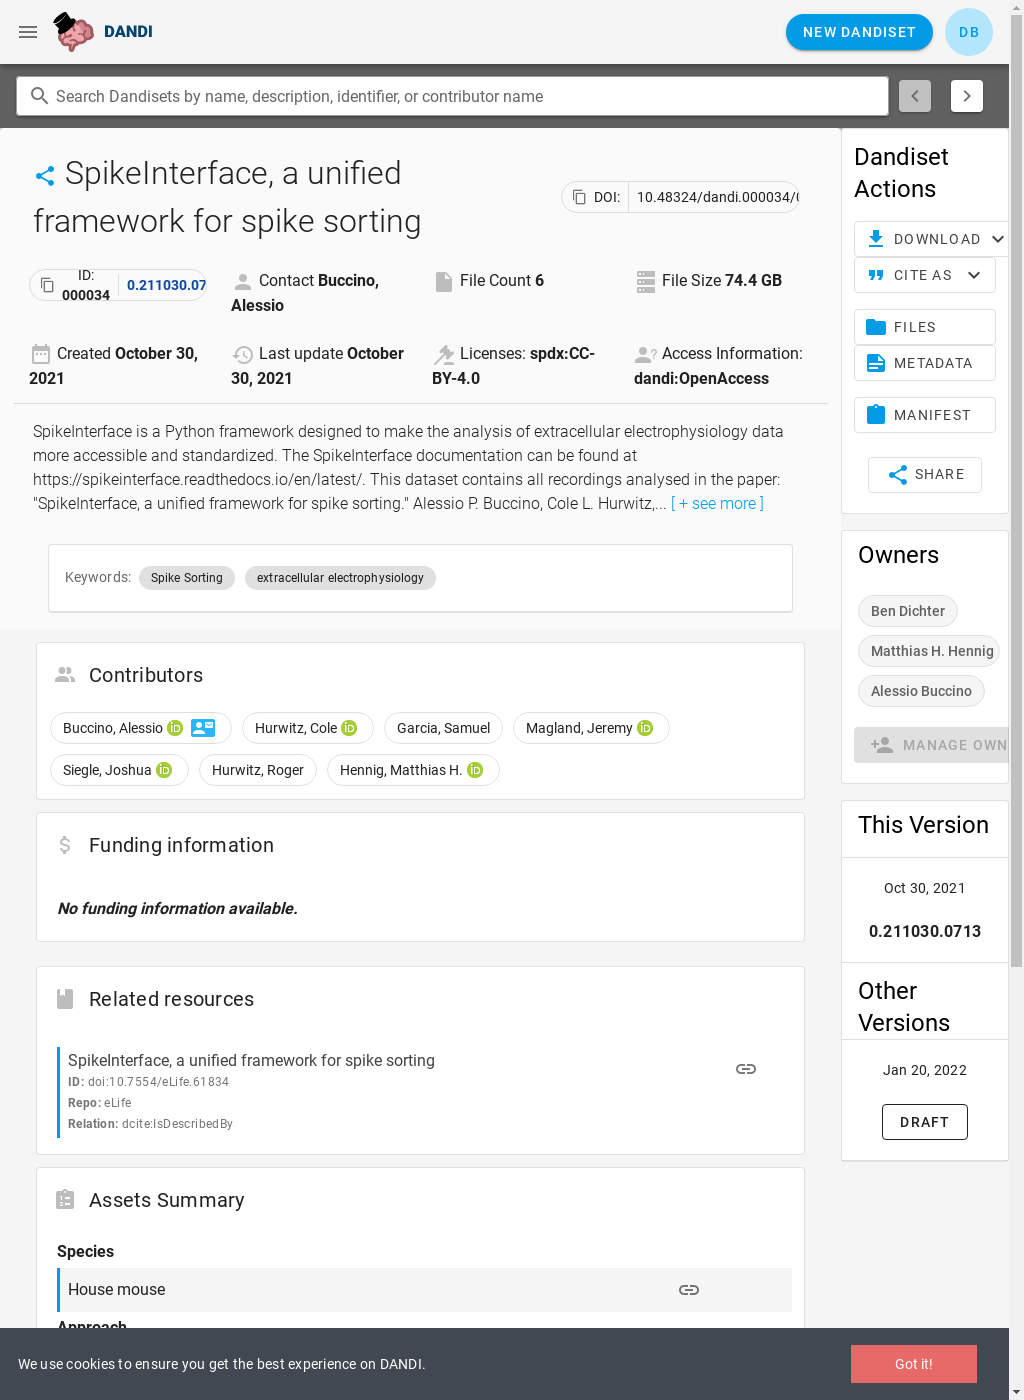 DANDI
NEW DANDISET
DB
Search Dandisets by name, description, identifier, or contributor name
SpikeInterface, a unified
framework for spike sorting
DOI:
10.48324/dandi.000034/
ID:
000034
0.211030.07
Contact Buccino,
Alessio
File Count 6
File Size 74.4 GB
Created October 30,
2021
Last update October
30, 2021
Licenses: spdx:CC-
BY-4.0
Access Information:
dandi:OpenAccess
SpikeInterface is a Python framework designed to make the analysis of extracellular electrophysiology data
more accessible and standardized. The SpikeInterface documentation can be found at
https://spikeinterface.readthedocs.io/en/latest/. This dataset contains all recordings analysed in the paper:
"SpikeInterface, a unified framework for spike sorting." Alessio P. Buccino, Cole L. Hurwitz,... [ + see more ]
Keywords:
Spike Sorting
extracellular electrophysiology
Contributors
Buccino, Alessio iD
Hurwitz, Cole iD
Garcia, Samuel
Magland, Jeremy iD
Siegle, Joshua iD
Hurwitz, Roger
Hennig, Matthias H. iD
Funding information
No funding information available.
Related resources
SpikeInterface, a unified framework for spike sorting
ID: doi:10.7554/eLife.61834
Repo: eLife
Relation: dcite:IsDescribedBy
Assets Summary
Species
House mouse
Approach
Dandiset
Actions
DOWNLOAD
CITE AS
FILES
METADATA
MANIFEST
SHARE
Owners
Ben Dichter
Matthias H. Hennig
Alessio Buccino
MANAGE OWN
This Version
Oct 30, 2021
0.211030.0713
Other
Versions
Jan 20, 2022
DRAFT
We use cookies to ensure you get the best experience on DANDI.
Got it!